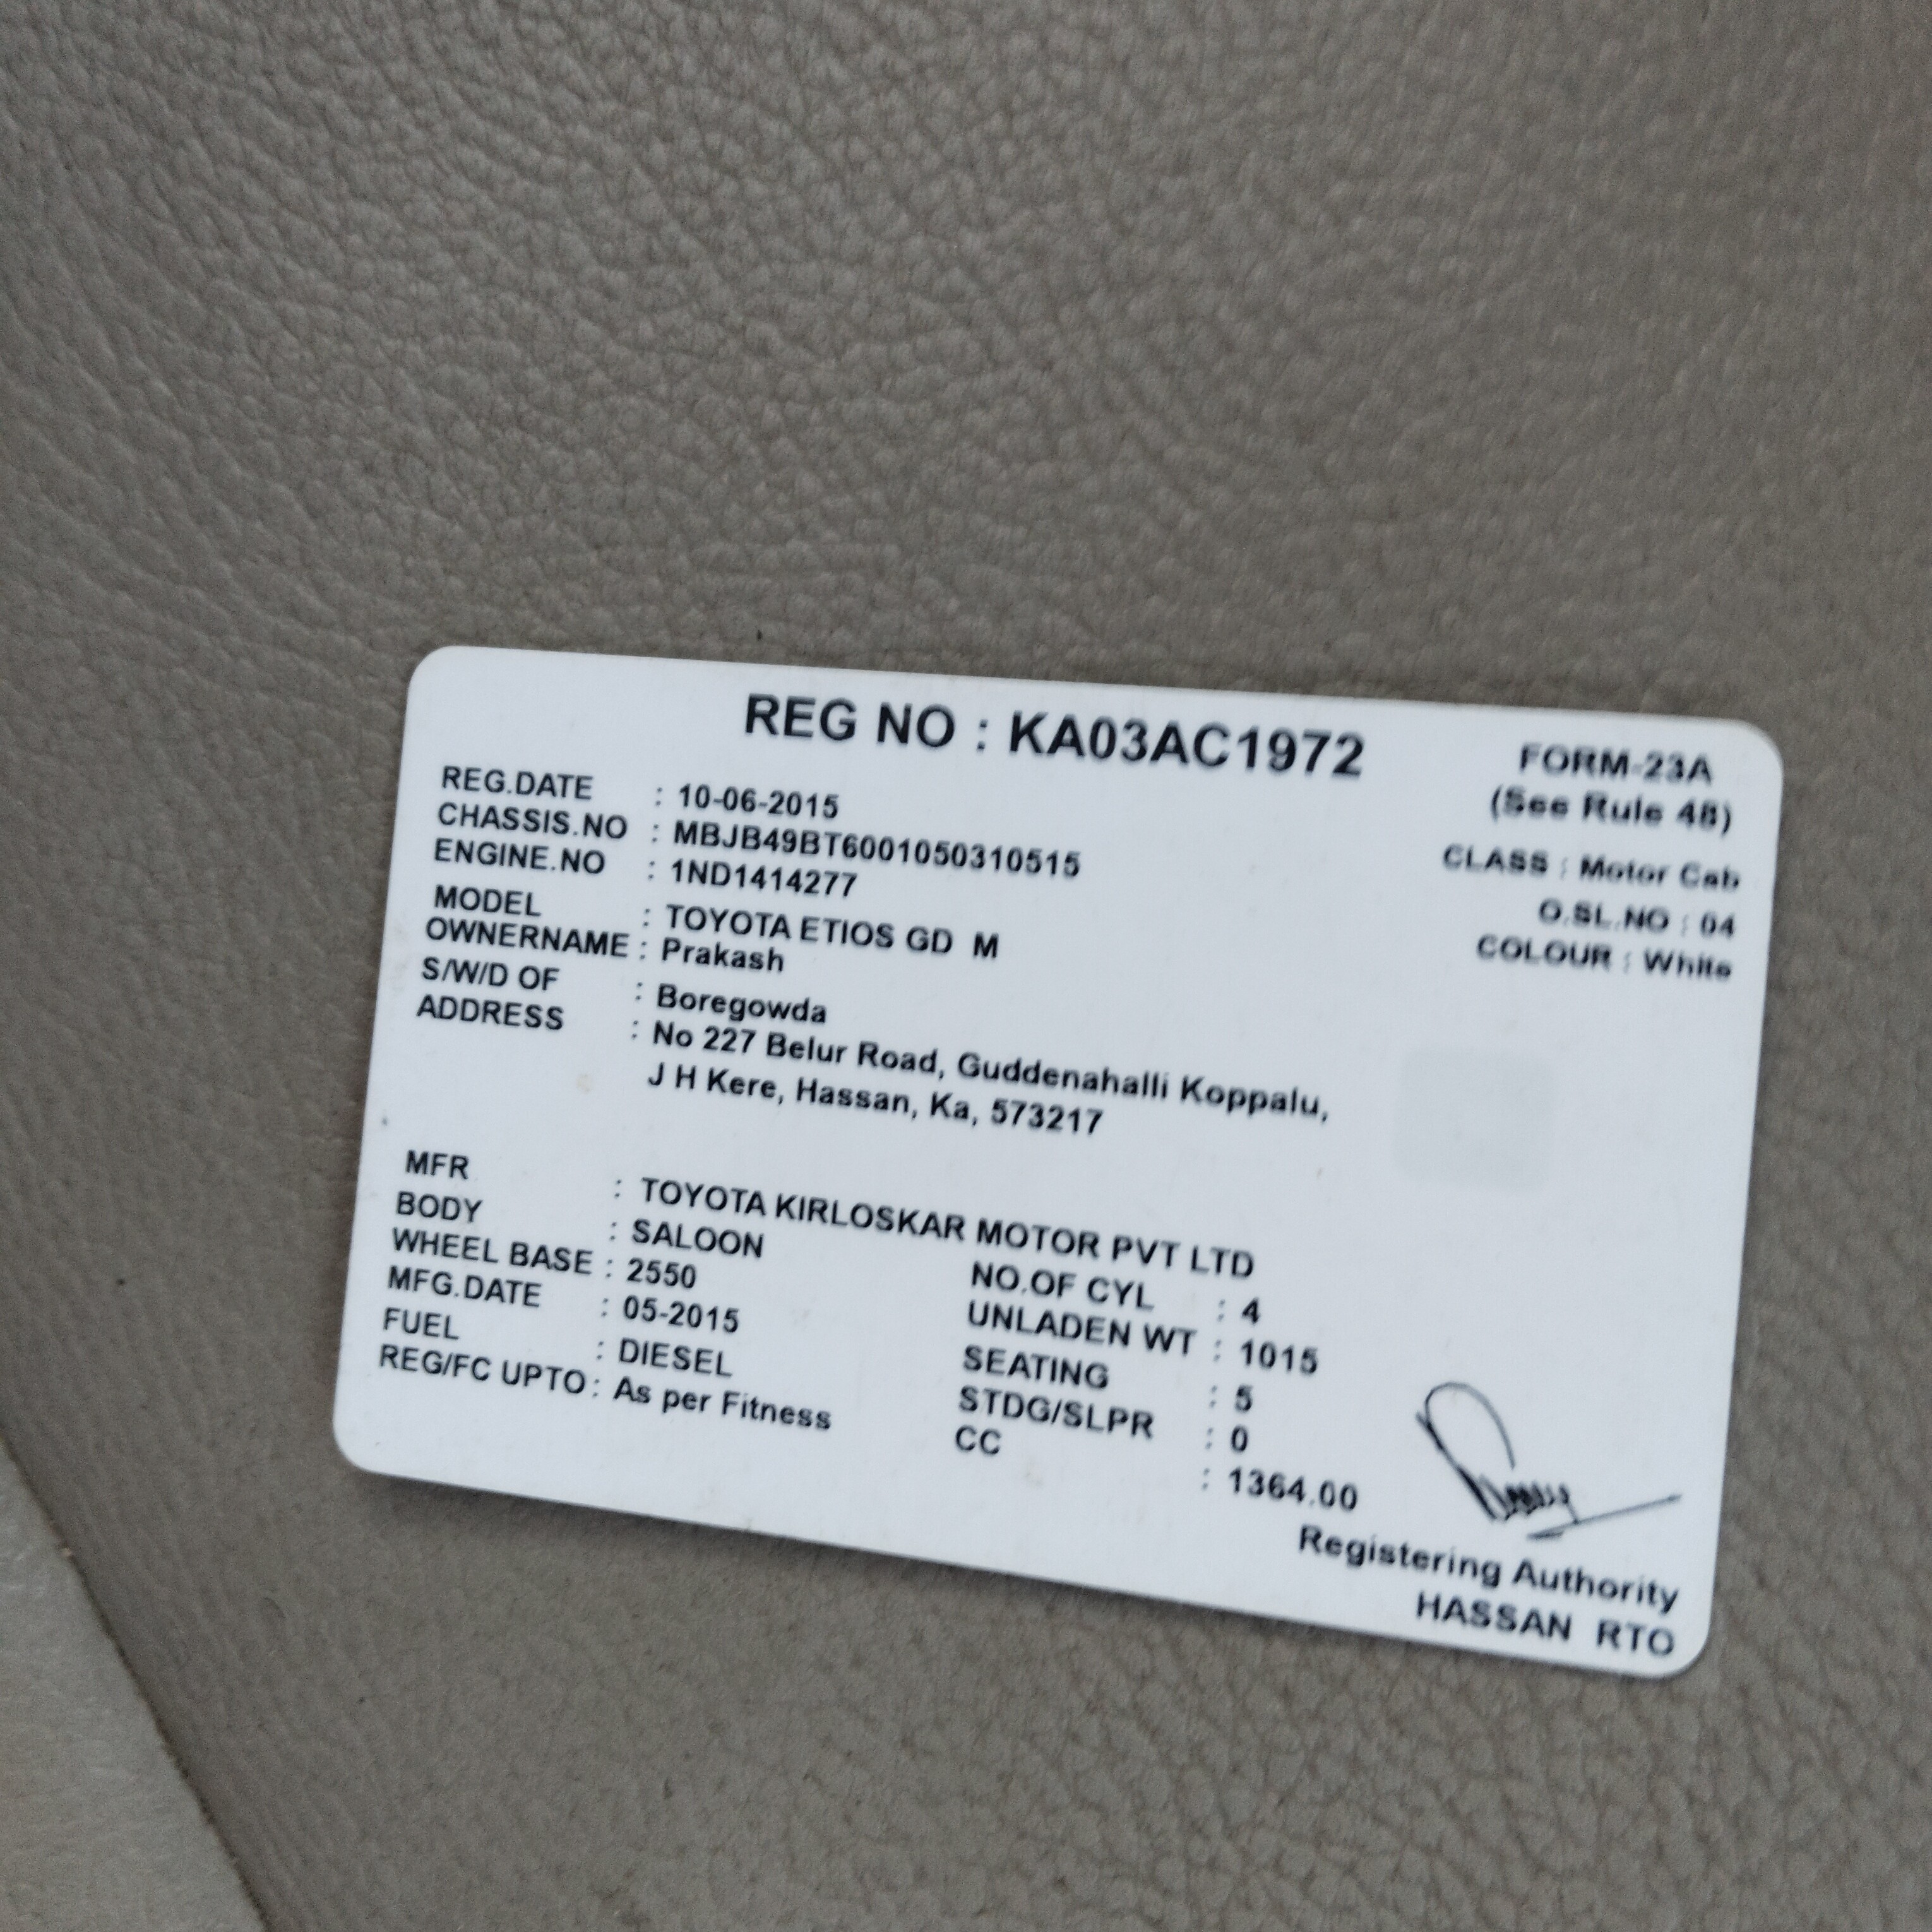 REG NO : KA03AC1972
FORM-23A
(See Rule 48)
REG.DATE : 10-06-2015
CHASSIS.NO : MBJB49BT6001050310515
CLASS : Motor Cab
ENGINE.NO : 1ND1414277
O.SL.NO : 04
MODEL : TOYOTA ETIOS GD M
COLOUR : White
OWNERNAME : Prakash
S/W/D OF : Boregowda
ADDRESS : No 227 Belur Road, Guddenahalli Koppalu,
J H Kere, Hassan, Ka, 573217
MFR : TOYOTA KIRLOSKAR MOTOR PVT LTD
BODY : SALOON
NO.OF CYL : 4
WHEEL BASE : 2550
UNLADEN WT : 1015
MFG.DATE : 05-2015
SEATING : 5
FUEL : DIESEL
STDG/SLPR : 0
REG/FC UPTO : As per Fitness
CC : 1364.00
Registering Authority
HASSAN RTO